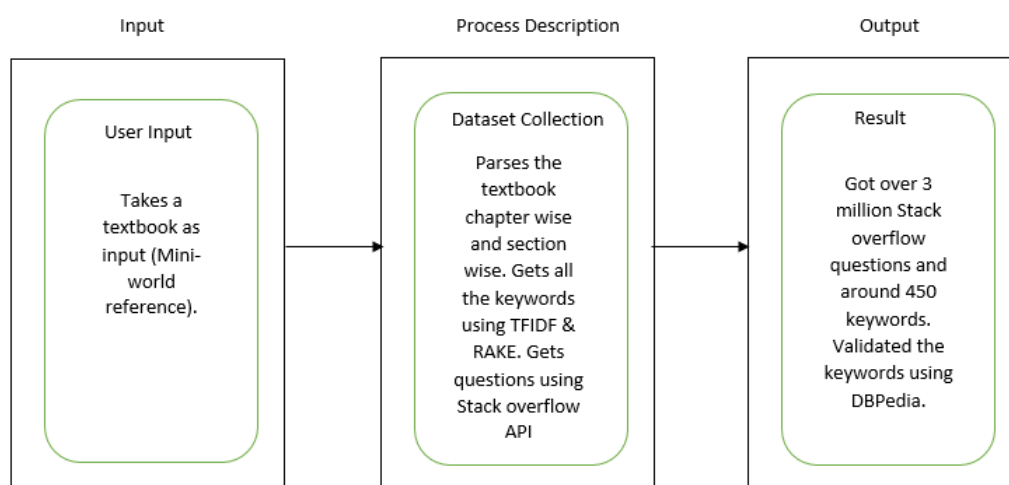 Input
Process Description
Output
User Input
Takes a
textbook as
input (Mini-
world
reference).
Dataset Collection
Parses the
textbook
chapter wise
and section
wise. Gets all
the keywords
using TFIDF &
RAKE. Gets
questions using
Stack overflow
API
Result
Got over 3
million Stack
overflow
questions and
around 450
keywords.
Validated the
keywords using
DBPedia.